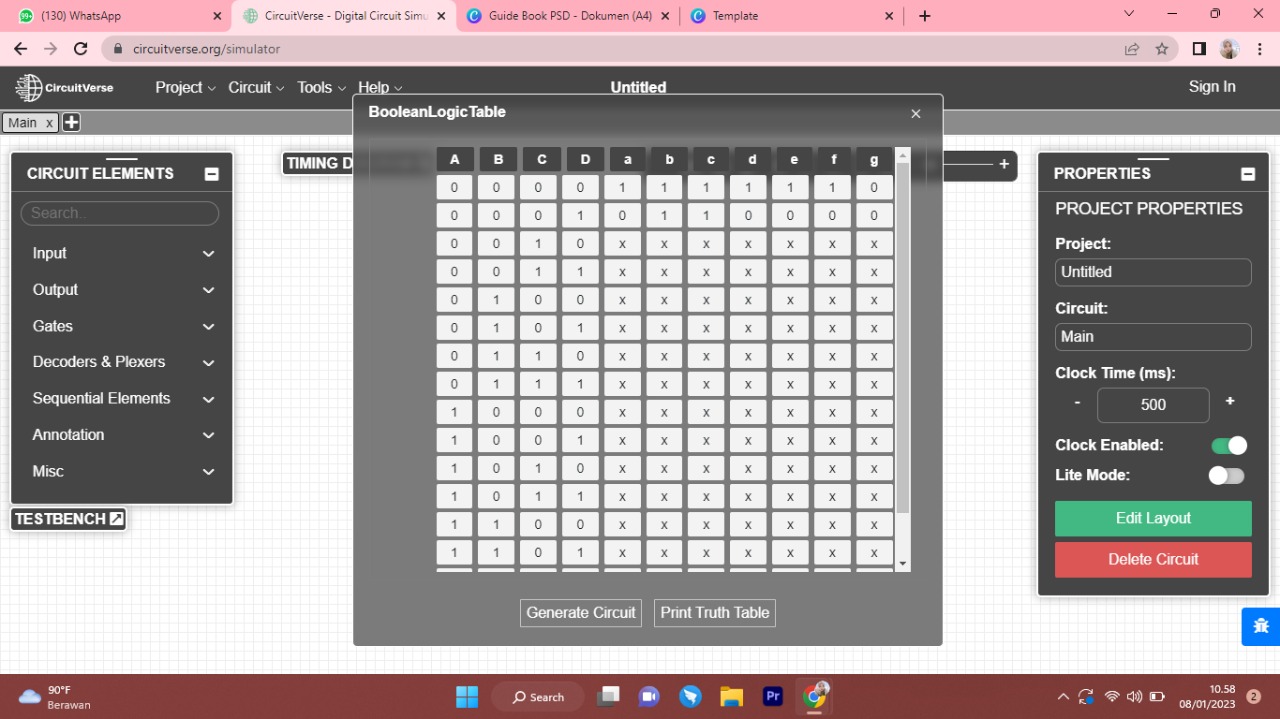 (130) WhatsApp
CircuitVerse - Digital Circuit Simu
Guide Book PSD - Dokumen (A4)
Template
circuitverse.org/simulator
CircuitVerse
Project
Circuit
Tools
Help
Untitled
Sign In
Main x
BooleanLogicTable
TIMING D
CIRCUIT ELEMENTS
Search..
Input
Output
Gates
Decoders & Plexers
Sequential Elements
Annotation
Misc
TESTBENCH
A B C D a b c d e f g
0 0 0 0 1 1 1 1 1 1 0
0 0 0 1 0 1 1 0 0 0 0
0 0 1 0 x x x x x x x
0 0 1 1 x x x x x x x
0 1 0 0 x x x x x x x
0 1 0 1 x x x x x x x
0 1 1 0 x x x x x x x
0 1 1 1 x x x x x x x
1 0 0 0 x x x x x x x
1 0 0 1 x x x x x x x
1 0 1 0 x x x x x x x
1 0 1 1 x x x x x x x
1 1 0 0 x x x x x x x
1 1 0 1 x x x x x x x
Generate Circuit
Print Truth Table
PROPERTIES
PROJECT PROPERTIES
Project:
Untitled
Circuit:
Main
Clock Time (ms):
- 500 +
Clock Enabled:
Lite Mode:
Edit Layout
Delete Circuit
90°F
Berawan
Search
Pr
10.58
08/01/2023
2